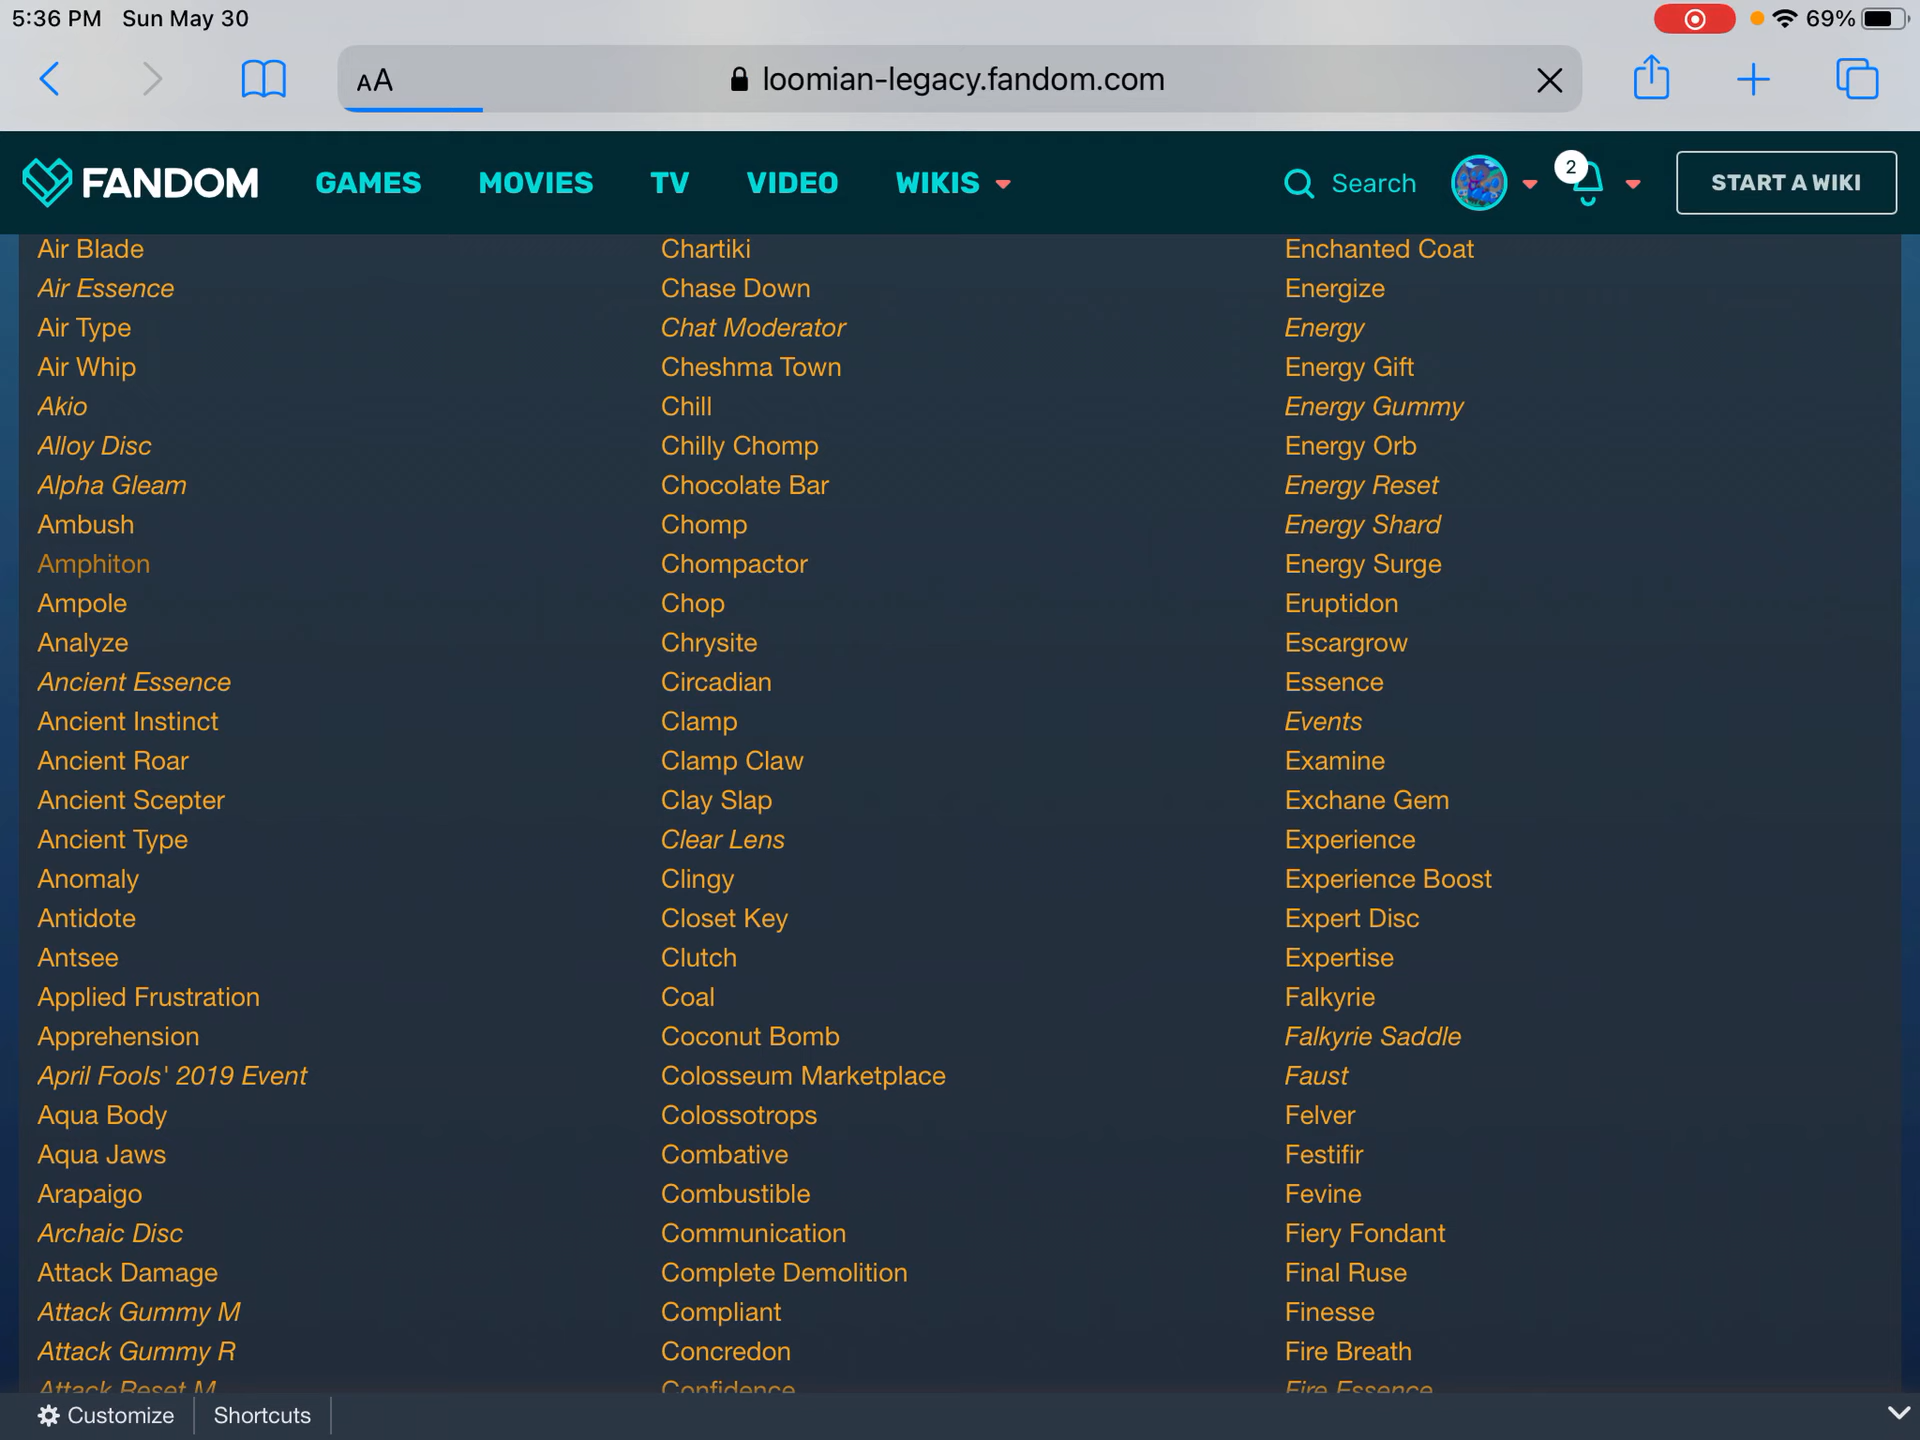 5:36 PM Sun May 30
69%
AA
loomian-legacy.fandom.com
FANDOM
GAMES
MOVIES
TV
VIDEO
WIKIS
Search
2
START A WIKI
Air Blade
Air Essence
Air Type
Air Whip
Akio
Alloy Disc
Alpha Gleam
Ambush
Amphiton
Ampole
Analyze
Ancient Essence
Ancient Instinct
Ancient Roar
Ancient Scepter
Ancient Type
Anomaly
Antidote
Antsee
Applied Frustration
Apprehension
April Fools' 2019 Event
Aqua Body
Aqua Jaws
Arapaigo
Archaic Disc
Attack Damage
Attack Gummy M
Attack Gummy R
Attack Reset M
Chartiki
Chase Down
Chat Moderator
Cheshma Town
Chill
Chilly Chomp
Chocolate Bar
Chomp
Chompactor
Chop
Chrysite
Circadian
Clamp
Clamp Claw
Clay Slap
Clear Lens
Clingy
Closet Key
Clutch
Coal
Coconut Bomb
Colosseum Marketplace
Colossotrops
Combative
Combustible
Communication
Complete Demolition
Compliant
Concredon
Confidence
Enchanted Coat
Energize
Energy
Energy Gift
Energy Gummy
Energy Orb
Energy Reset
Energy Shard
Energy Surge
Eruptidon
Escargrow
Essence
Events
Examine
Exchane Gem
Experience
Experience Boost
Expert Disc
Expertise
Falkyrie
Falkyrie Saddle
Faust
Felver
Festifir
Fevine
Fiery Fondant
Final Ruse
Finesse
Fire Breath
Fire Essence
Customize
Shortcuts